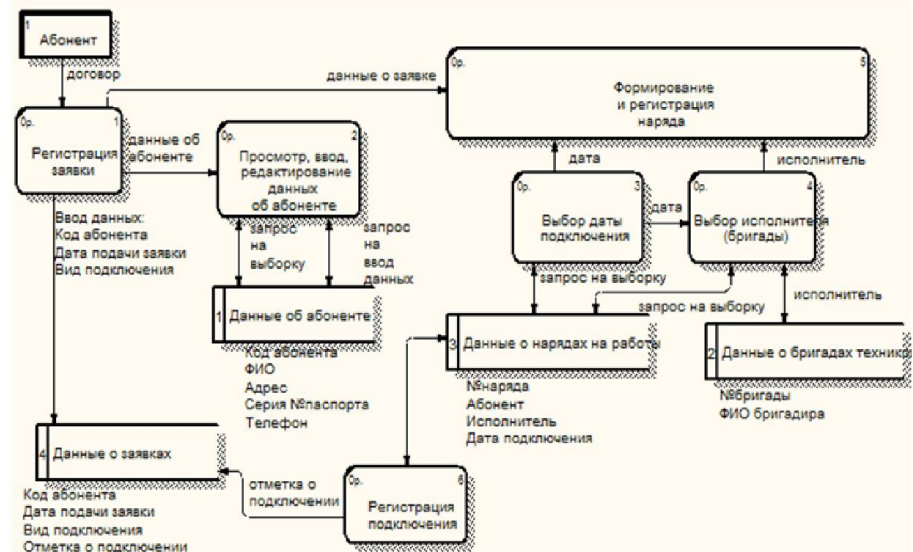 1
Абонент
договор
данные о заявке
0р.
5
Формирование
и регистрация
наряда
0р.
1
Регистрация
заявки
данные об
абоненте
0р.
2
Просмотр, ввод,
редактирование
данных
об абоненте
дата
исполнитель
0р.
3
Выбор даты
подключения
дата
0р.
4
Выбор исполнителя
(бригады)
Ввод данных:
Код абонента
Дата подачи заявки
Вид подключения
запрос
на
выборку
запрос
на
ввод
данных
запрос на выборку
запрос на выборку
исполнитель
1
Данные об абоненте
Код абонента
ФИО
Адрес
Серия №паспорта
Телефон
3
Данные о нарядах на работы
№наряда
Абонент
Исполнитель
Дата подключения
2
Данные о бригадах техников
№бригады
ФИО бригадира
4
Данные о заявках
Код абонента
Дата подачи заявки
Вид подключения
Отметка о подключении
отметка о
подключении
0р.
6
Регистрация
подключения